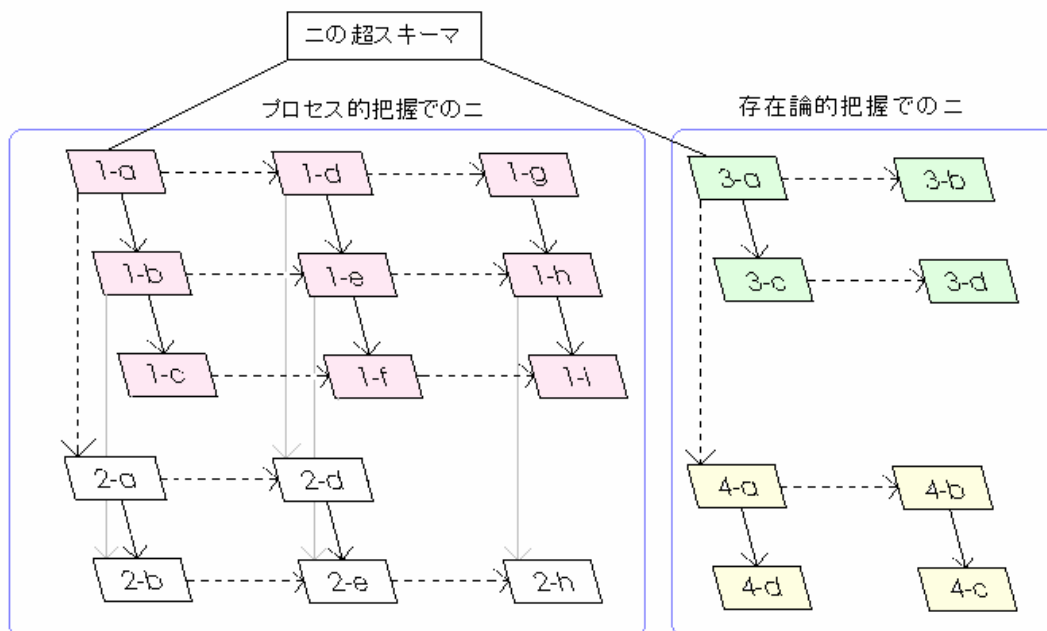 ニの超スキーマ
プロセス的把握でのニ
存在論的把握でのニ
1-a
1-d
1-g
3-a
3-b
1-b
1-e
1-h
3-c
3-d
1-c
1-f
1-i
2-a
2-d
4-a
4-b
2-b
2-e
2-h
4-d
4-c